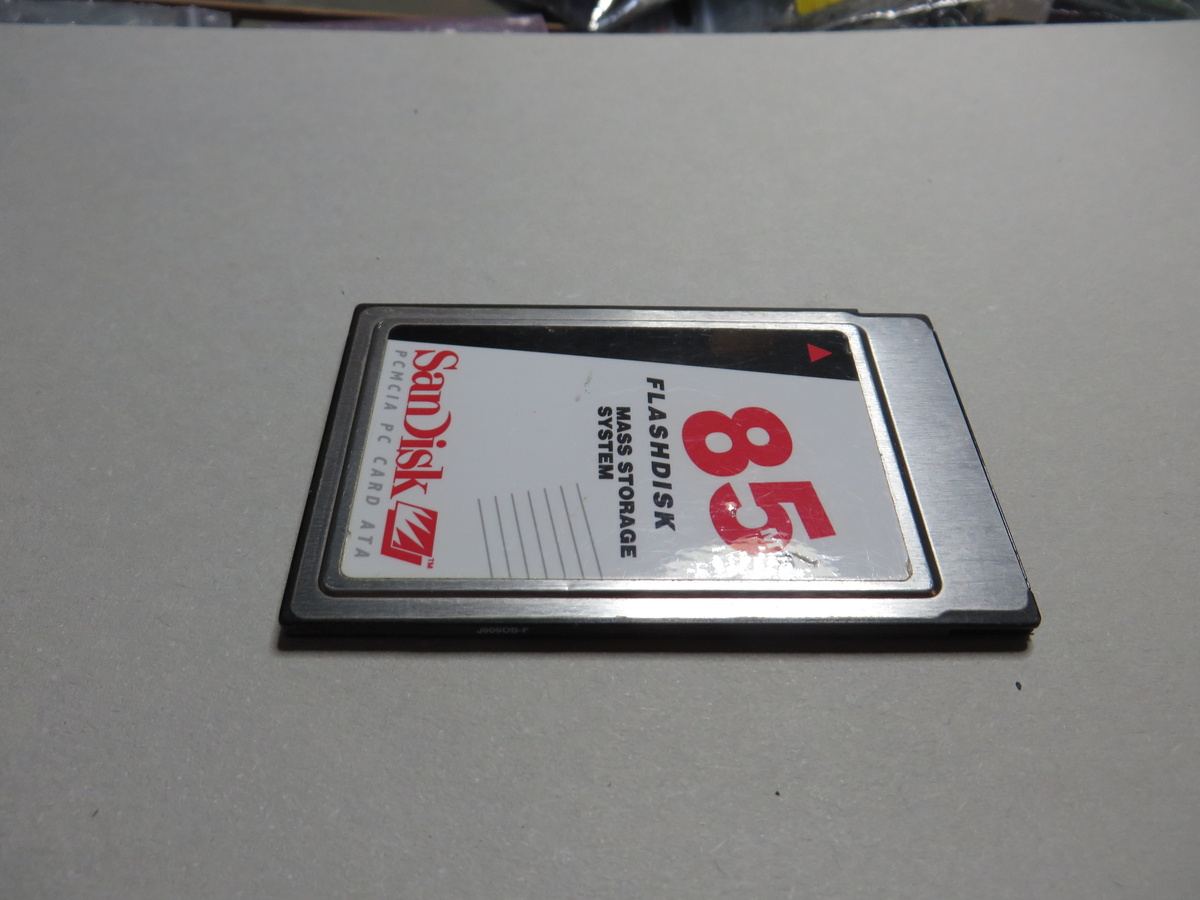 85
FLASHDISK
MASS STORAGE
SYSTEM
SanDisk
PCMCIA PC CARD ATA